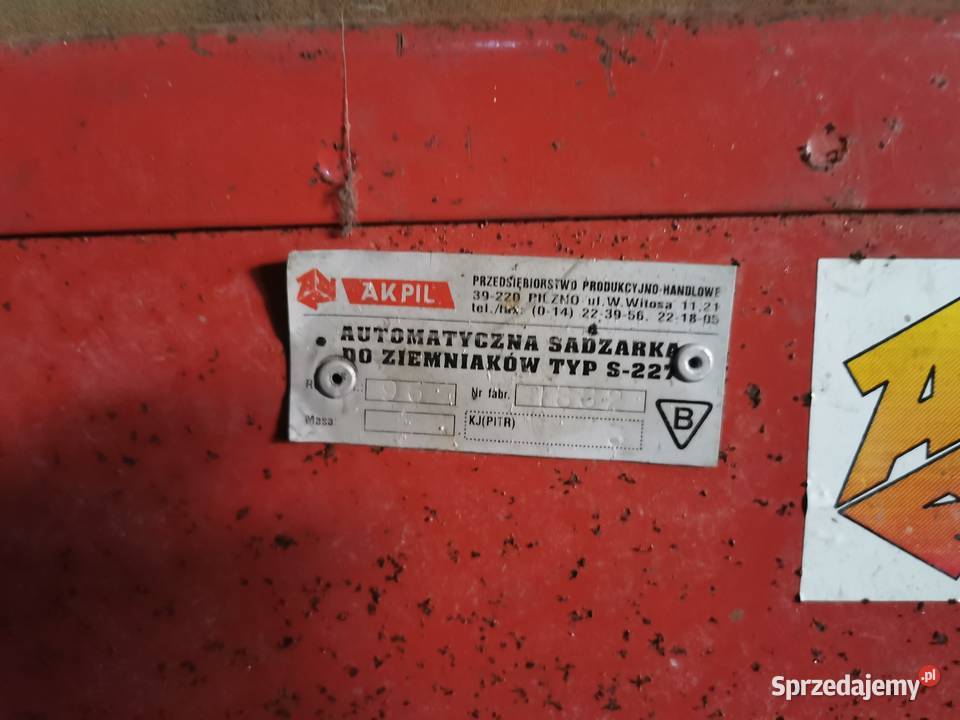 AKPIL
PRZEDSIĘBIORSTWO PRODUKCYJNO-HANDLOWE
39-220 PILZNO ul. W. Witosa 11,21
tel./fax: (0-14) 22-39-56, 22-18-05
AUTOMATYCZNA SADZARKA
DO ZIEMNIAKÓW TYP S-227
Nr fabr.
Masa
KJ(PITR)
B
Sprzedajemy.pl